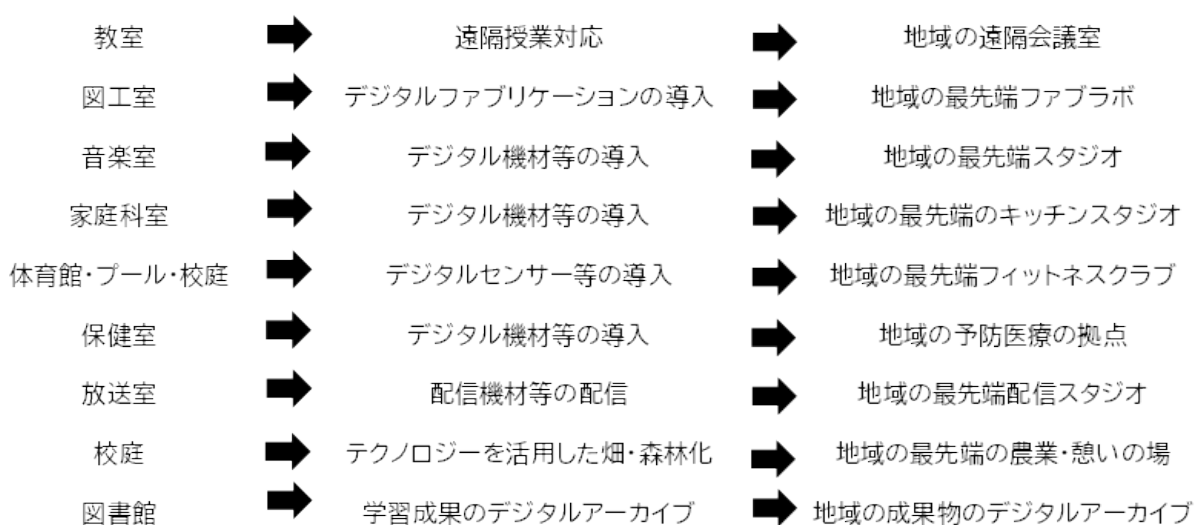 教室 ➡ 遠隔授業対応 ➡ 地域の遠隔会議室
図工室 ➡ デジタルファブリケーションの導入 ➡ 地域の最先端ファブラボ
音楽室 ➡ デジタル機材等の導入 ➡ 地域の最先端スタジオ
家庭科室 ➡ デジタル機材等の導入 ➡ 地域の最先端のキッチンスタジオ
体育館・プール・校庭 ➡ デジタルセンサー等の導入 ➡ 地域の最先端フィットネスクラブ
保健室 ➡ デジタル機材等の導入 ➡ 地域の予防医療の拠点
放送室 ➡ 配信機材等の配信 ➡ 地域の最先端配信スタジオ
校庭 ➡ テクノロジーを活用した畑・森林化 ➡ 地域の最先端の農業・憩いの場
図書館 ➡ 学習成果のデジタルアーカイブ ➡ 地域の成果物のデジタルアーカイブ